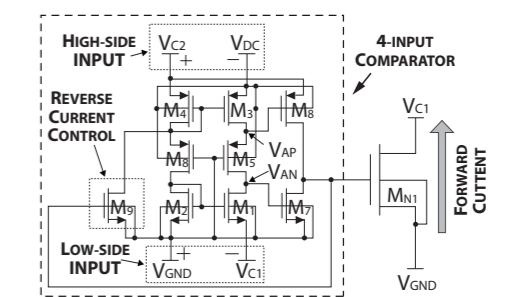 HIGH-SIDE
INPUT
VC2
VDC
+
−
4-INPUT
COMPARATOR
REVERSE
CURRENT
CONTROL
M4
M3
M8
VC1
VAP
M8
M5
VAN
MN1
FORWARD
CUTTENT
M9
M2
M1
M7
LOW-SIDE
INPUT
+
−
VGND
VC1
VGND